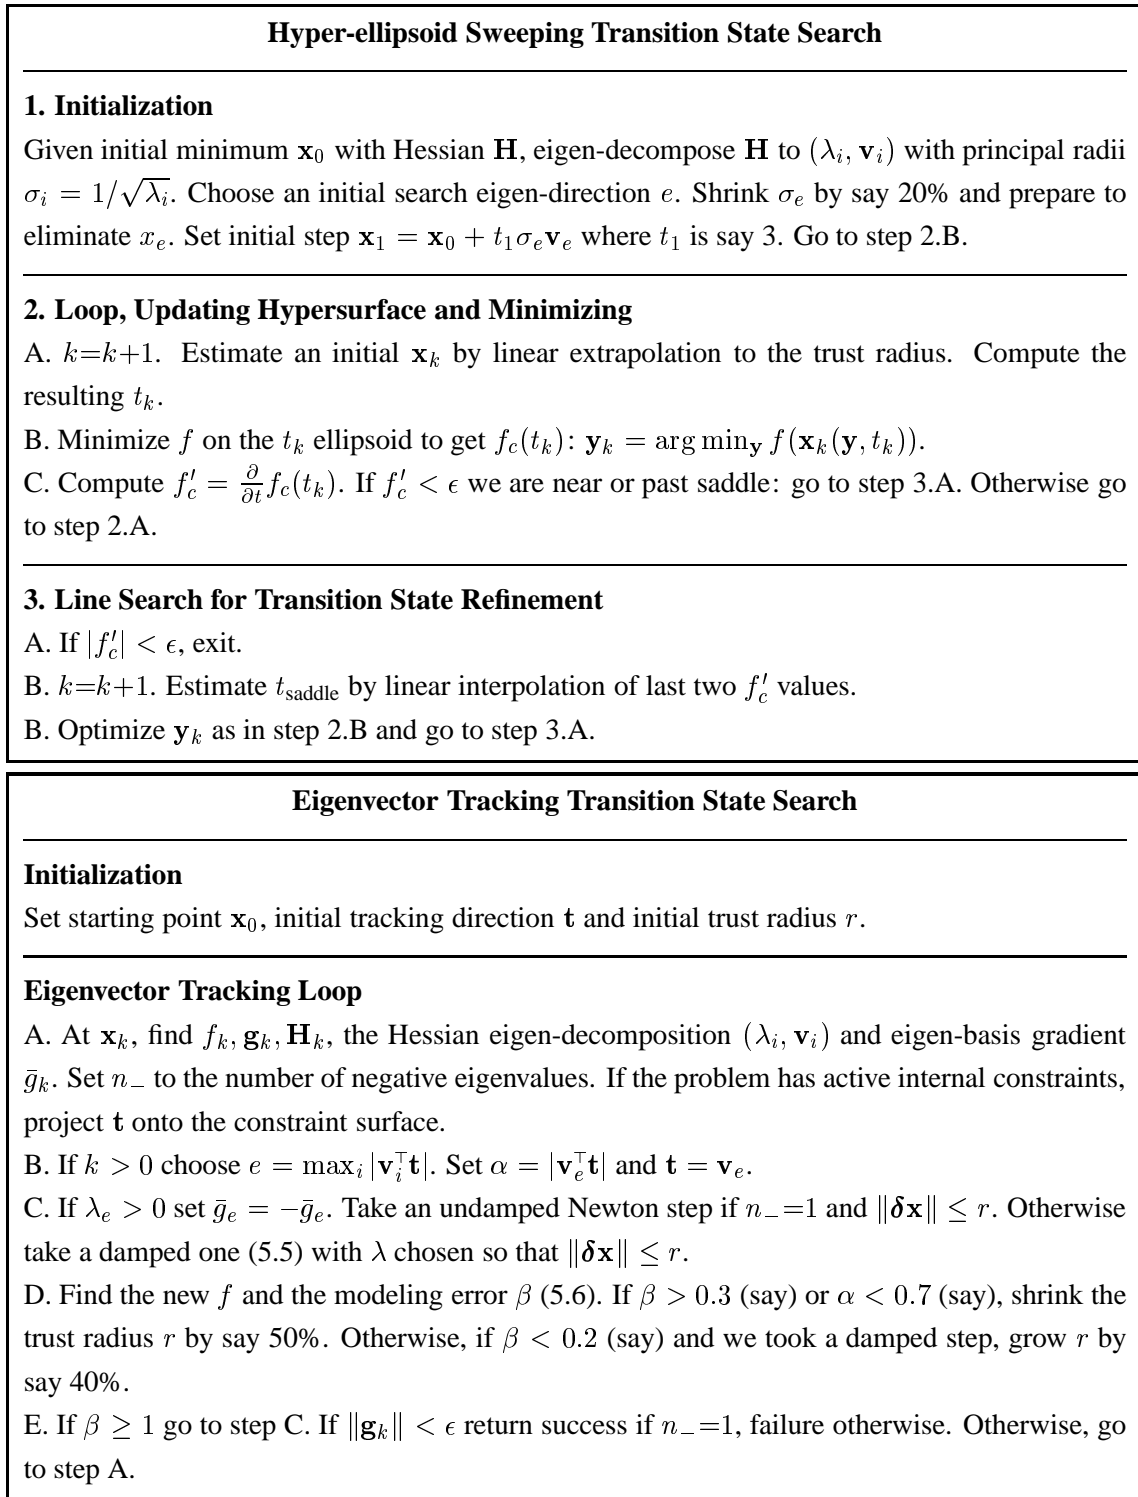 Hyper-ellipsoid Sweeping Transition State Search
1. Initialization
Given initial minimum x₀ with Hessian H, eigen-decompose H to (λᵢ, vᵢ) with principal radii
σᵢ = 1/√λᵢ. Choose an initial search eigen-direction e. Shrink σₑ by say 20% and prepare to
eliminate xₑ. Set initial step x₁ = x₀ + t₁σₑvₑ where t₁ is say 3. Go to step 2.B.
2. Loop, Updating Hypersurface and Minimizing
A. k=k+1. Estimate an initial xₖ by linear extrapolation to the trust radius. Compute the
resulting tₖ.
B. Minimize f on the tₖ ellipsoid to get f_c(tₖ): yₖ = arg min_y f(xₖ(y, tₖ)).
C. Compute f′_c = ∂/∂t f_c(tₖ). If f′_c < ϵ we are near or past saddle: go to step 3.A. Otherwise go
to step 2.A.
3. Line Search for Transition State Refinement
A. If |f′_c| < ϵ, exit.
B. k=k+1. Estimate t_saddle by linear interpolation of last two f′_c values.
B. Optimize yₖ as in step 2.B and go to step 3.A.
Eigenvector Tracking Transition State Search
Initialization
Set starting point x₀, initial tracking direction t and initial trust radius r.
Eigenvector Tracking Loop
A. At xₖ, find fₖ, gₖ, Hₖ, the Hessian eigen-decomposition (λᵢ, vᵢ) and eigen-basis gradient
ḡₖ. Set n₋ to the number of negative eigenvalues. If the problem has active internal constraints,
project t onto the constraint surface.
B. If k > 0 choose e = maxᵢ |vᵢ⊤t|. Set α = |vₑ⊤t| and t = vₑ.
C. If λₑ > 0 set ḡₑ = −ḡₑ. Take an undamped Newton step if n₋=1 and ‖δx‖ ≤ r. Otherwise
take a damped one (5.5) with λ chosen so that ‖δx‖ ≤ r.
D. Find the new f and the modeling error β (5.6). If β > 0.3 (say) or α < 0.7 (say), shrink the
trust radius r by say 50%. Otherwise, if β < 0.2 (say) and we took a damped step, grow r by
say 40%.
E. If β ≥ 1 go to step C. If ‖gₖ‖ < ϵ return success if n₋=1, failure otherwise. Otherwise, go
to step A.